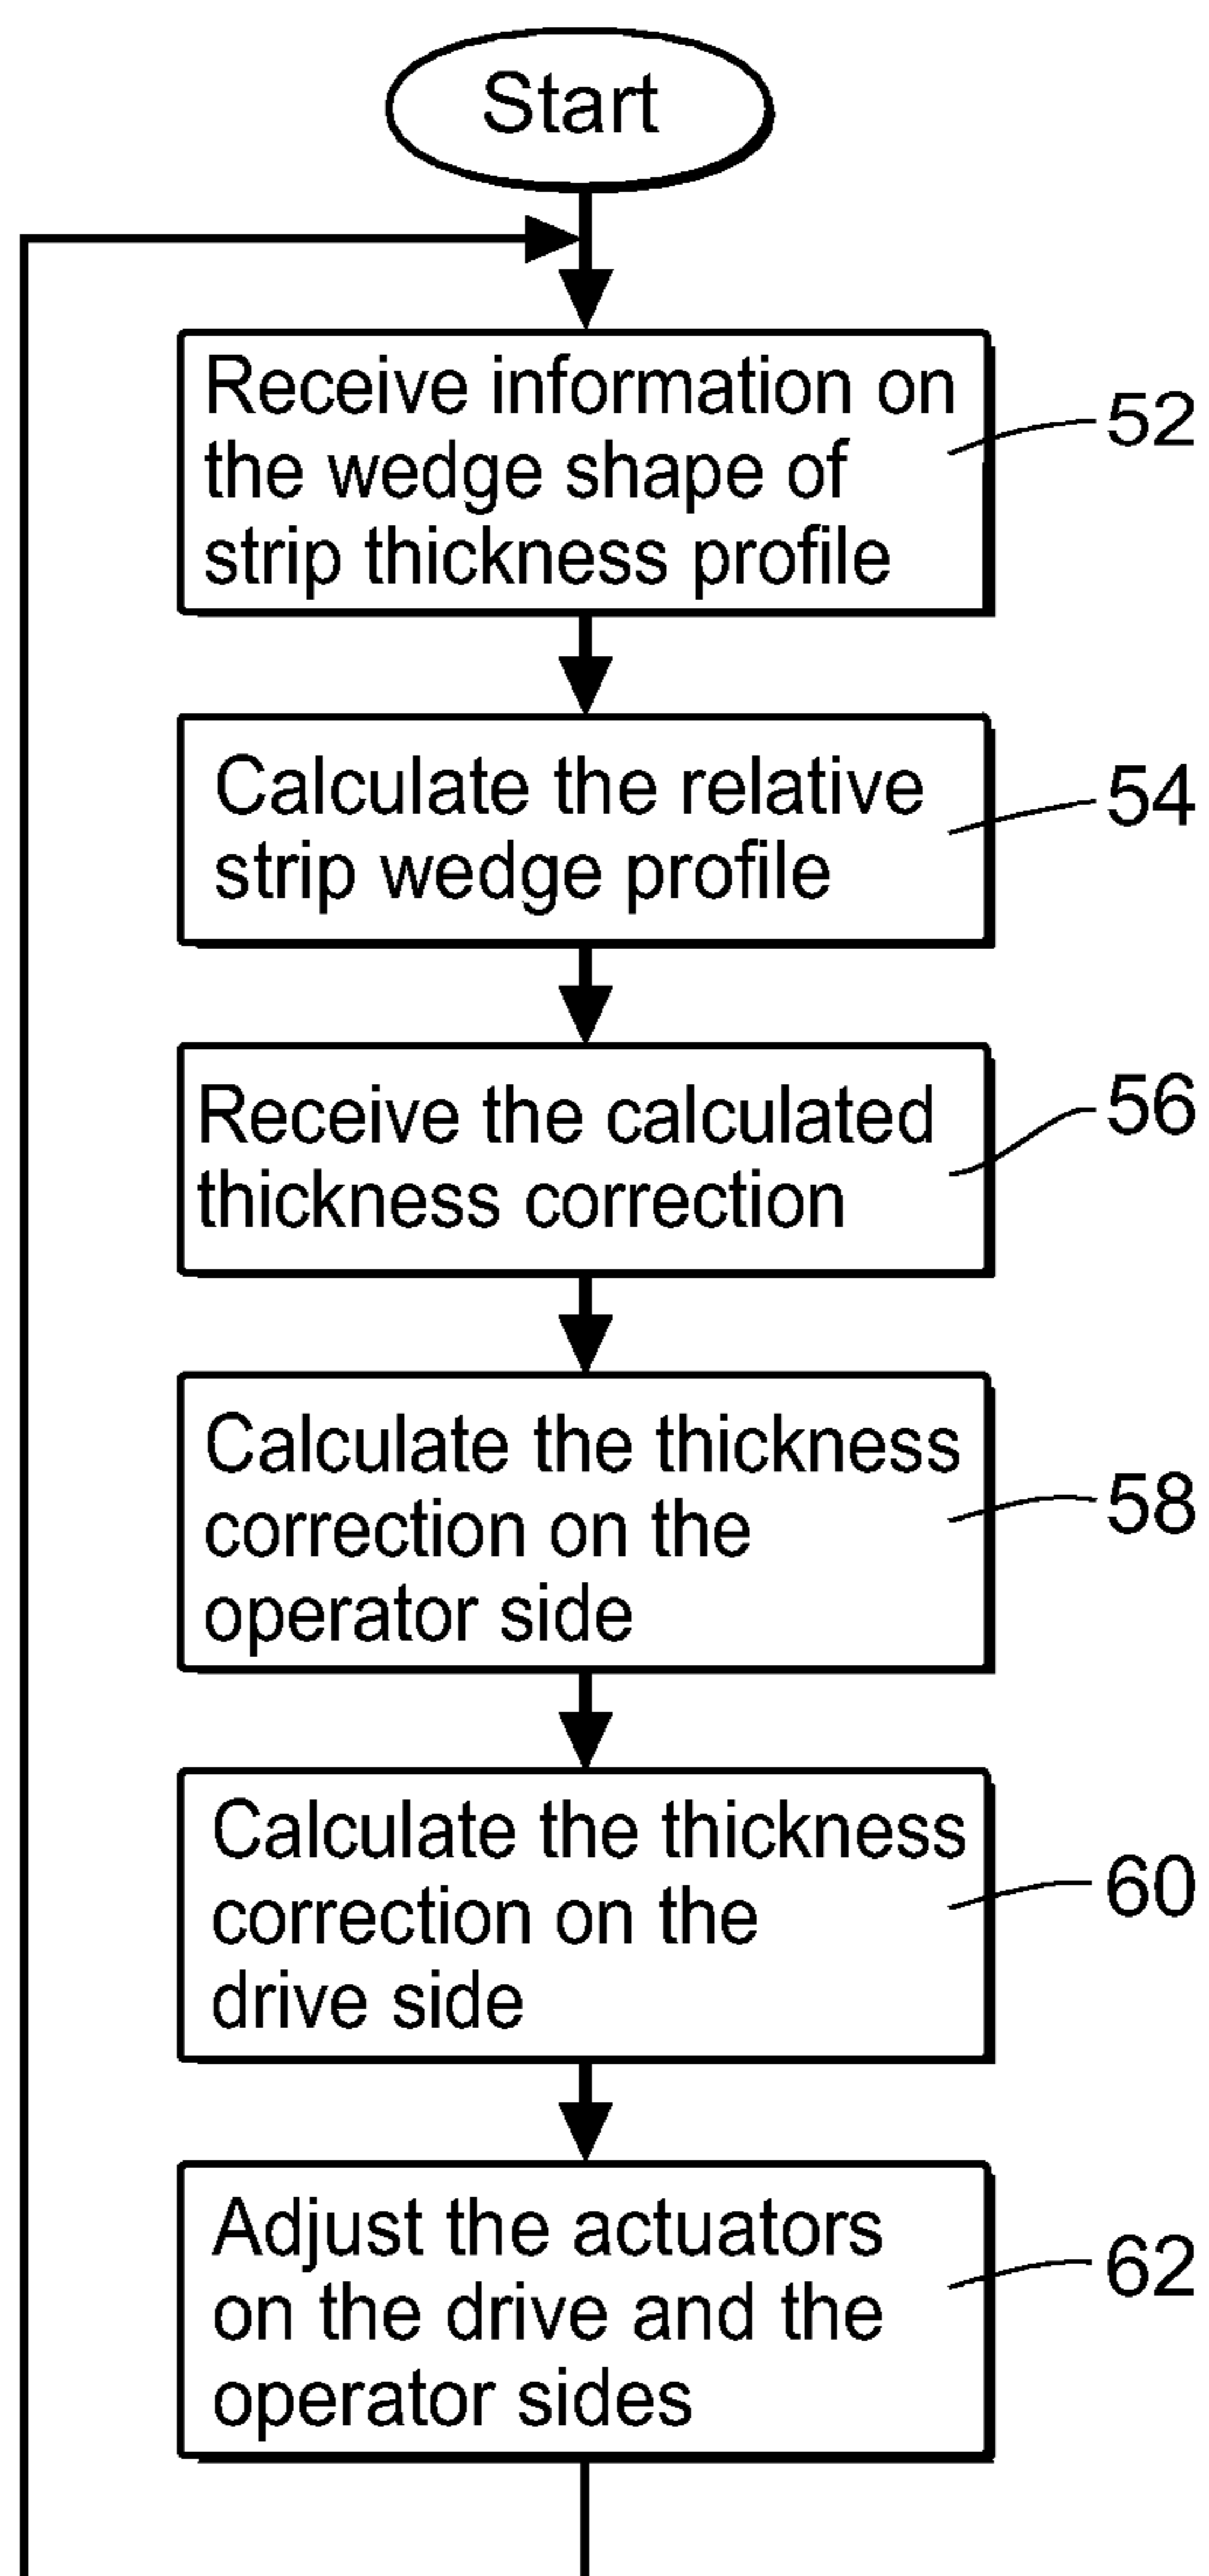 Start
Receive information on
the wedge shape of
strip thickness profile
52
Calculate the relative
strip wedge profile
54
Receive the calculated
thickness correction
56
Calculate the thickness
correction on the
operator side
58
Calculate the thickness
correction on the
drive side
60
Adjust the actuators
on the drive and the
operator sides
62